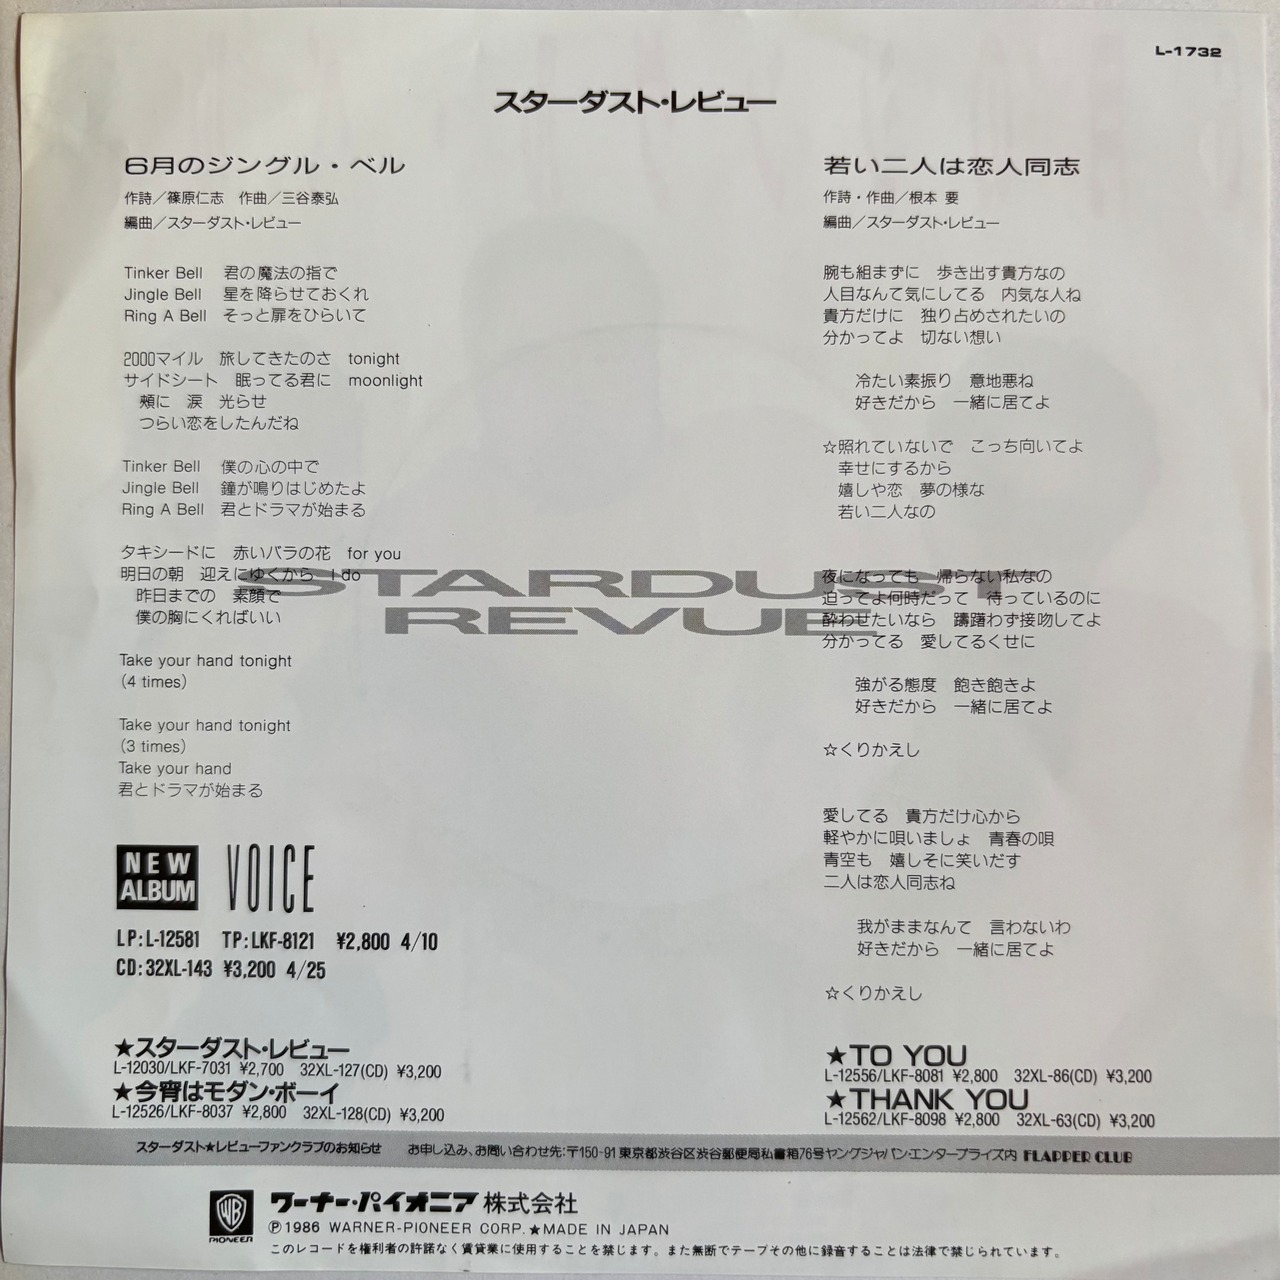 L-1732
スターダスト・レビュー
6月のジングル・ベル
作詩／篠原仁志　作曲／三谷泰弘
編曲／スターダスト・レビュー
Tinker Bell　君の魔法の指で
Jingle Bell　星を降らせておくれ
Ring A Bell　そっと扉をひらいて
2000マイル　旅してきたのさ　tonight
サイドシート　眠ってる君に　moonlight
頬に　涙　光らせ
つらい恋をしたんだね
Tinker Bell　僕の心の中で
Jingle Bell　鐘が鳴りはじめたよ
Ring A Bell　君とドラマが始まる
タキシードに　赤いバラの花　for you
明日の朝　迎えにゆくから　I do
昨日までの　素顔で
僕の胸にくればいい
Take your hand tonight
(4 times)
Take your hand tonight
(3 times)
Take your hand
君とドラマが始まる
若い二人は恋人同志
作詩・作曲／根本 要
編曲／スターダスト・レビュー
腕も組まずに　歩き出す貴方なの
人目なんて気にしてる　内気な人ね
貴方だけに　独り占めされたいの
分かってよ　切ない想い
冷たい素振り　意地悪ね
好きだから　一緒に居てよ
☆照れていないで　こっち向いてよ
幸せにするから
嬉しや恋　夢の様な
若い二人なの
夜になっても　帰らない私なの
迫ってよ何時だって　待っているのに
酔わせたいなら　躊躇わず接吻してよ
分かってる　愛してるくせに
強がる態度　飽き飽きよ
好きだから　一緒に居てよ
☆くりかえし
愛してる　貴方だけ心から
軽やかに唄いましょ　青春の唄
青空も　嬉しそに笑いだす
二人は恋人同志ね
我がままなんて　言わないわ
好きだから　一緒に居てよ
☆くりかえし
STARDUST
REVUE
NEW
ALBUM
VOICE
LP:L-12581　TP:LKF-8121　¥2,800 4/10
CD:32XL-143 ¥3,200 4/25
★スターダスト・レビュー
L-12030/LKF-7031 ¥2,700　32XL-127(CD) ¥3,200
★今宵はモダン・ボーイ
L-12526/LKF-8037 ¥2,800　32XL-128(CD) ¥3,200
★TO YOU
L-12556/LKF-8081 ¥2,800　32XL-86(CD) ¥3,200
★THANK YOU
L-12562/LKF-8098 ¥2,800　32XL-63(CD) ¥3,200
スターダスト★レビューファンクラブのお知らせ　お申し込み、お問い合わせ先：〒150-91 東京都渋谷区渋谷郵便局私書箱76号ヤングジャパン・エンタープライズ内 FLAPPER CLUB
WB
PIONEER
ワーナー・パイオニア株式会社
℗1986 WARNER-PIONEER CORP.★MADE IN JAPAN
このレコードを権利者の許諾なく賃貸業に使用することを禁じます。また無断でテープその他に録音することは法律で禁じられています。